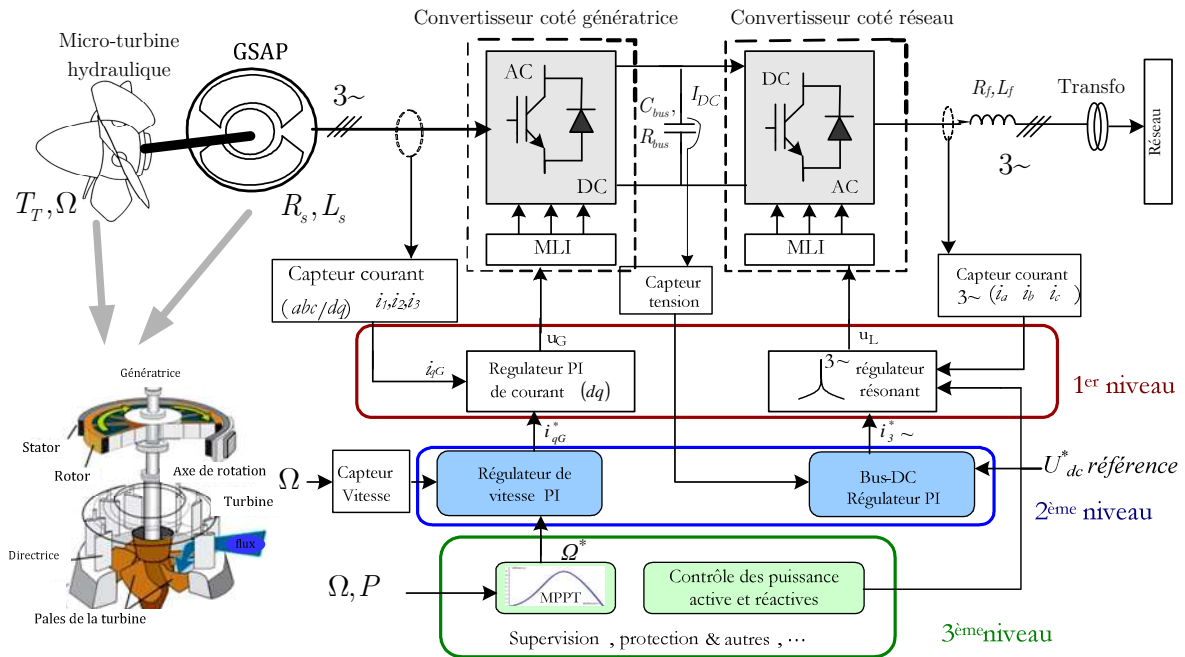 Convertisseur coté génératrice
Convertisseur coté réseau
Micro-turbine
hydraulique
GSAP
3~
AC
DC
MLI
C_bus,
R_bus
I_DC
DC
AC
MLI
R_f,L_f
3~
Transfo
Réseau
T_T,Ω
R_s,L_s
Capteur courant
(abc/dq) i_1,i_2,i_3
Capteur
tension
Capteur courant
3~ (i_a i_b i_c)
u_G
u_L
i_qG
Regulateur PI
de courant (dq)
3~
régulateur
résonant
1er niveau
i*_qG
i*_3~
Ω
Capteur
Vitesse
Régulateur de
vitesse PI
Bus-DC
Régulateur PI
U*_dc référence
2ème niveau
Ω*
Ω,P
MPPT
Contrôle des puissance
active et réactives
Supervision , protection & autres , ...
3ème niveau
Génératrice
Stator
Rotor
Axe de rotation
Turbine
Directrice
flux
Pales de la turbine